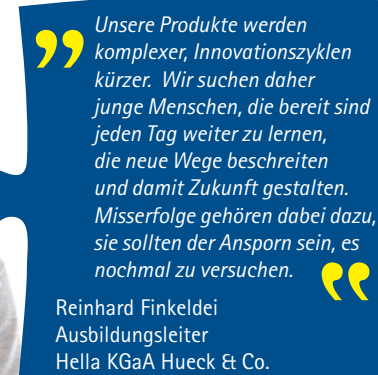 „Unsere Produkte werden
komplexer, Innovationszyklen
kürzer. Wir suchen daher
junge Menschen, die bereit sind
jeden Tag weiter zu lernen,
die neue Wege beschreiten
und damit Zukunft gestalten.
Misserfolge gehören dabei dazu,
sie sollten der Ansporn sein, es
nochmal zu versuchen.“
Reinhard Finkeldei
Ausbildungsleiter
Hella KGaA Hueck & Co.